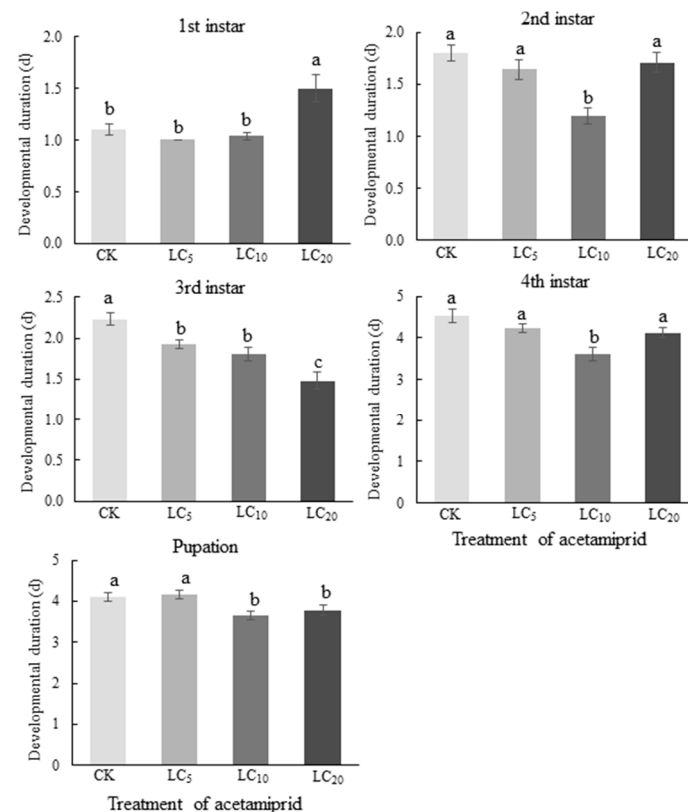 1st instar
Developmental duration (d)
2.0
1.5
1.0
0.5
0.0
b
b
b
a
CK
LC₅
LC₁₀
LC₂₀
2nd instar
Developmental duration (d)
2.0
1.5
1.0
0.5
0.0
a
a
b
a
CK
LC₅
LC₁₀
LC₂₀
3rd instar
Developmental duration (d)
2.5
2.0
1.5
1.0
0.5
0.0
a
b
b
c
CK
LC₅
LC₁₀
LC₂₀
4th instar
Developmental duration (d)
5
4
3
2
1
0
a
a
b
a
CK
LC₅
LC₁₀
LC₂₀
Treatment of acetamiprid
Pupation
Developmental duration (d)
5
4
3
2
1
0
a
a
b
b
CK
LC₅
LC₁₀
LC₂₀
Treatment of acetamiprid